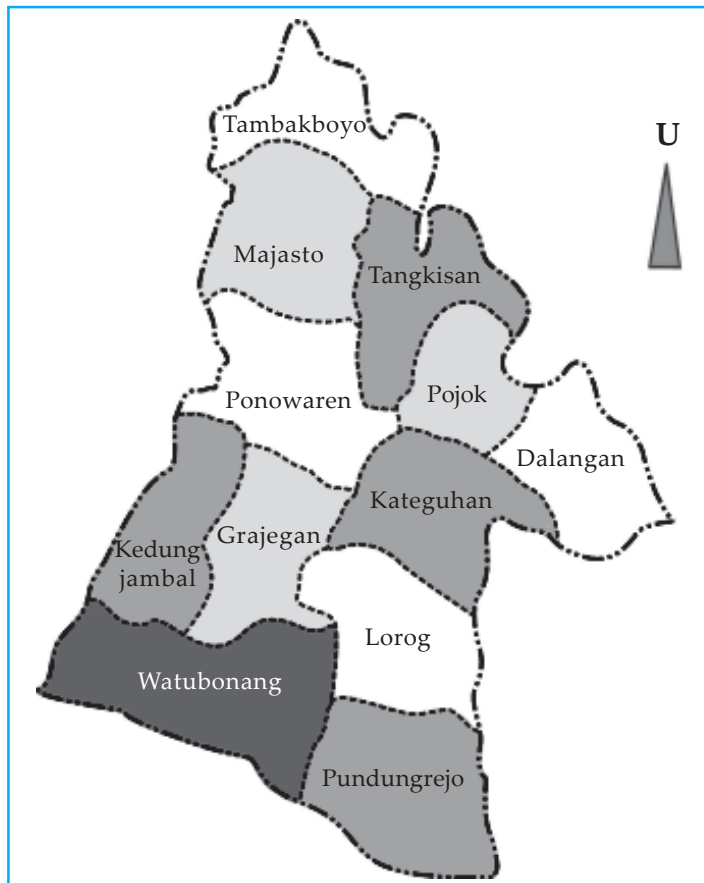 Tambakboyo
U
Majasto
Tangkisan
Ponowaren
Pojok
Dalangan
Kateguhan
Kedung
jambal
Grajegan
Lorog
Watubonang
Pundungrejo